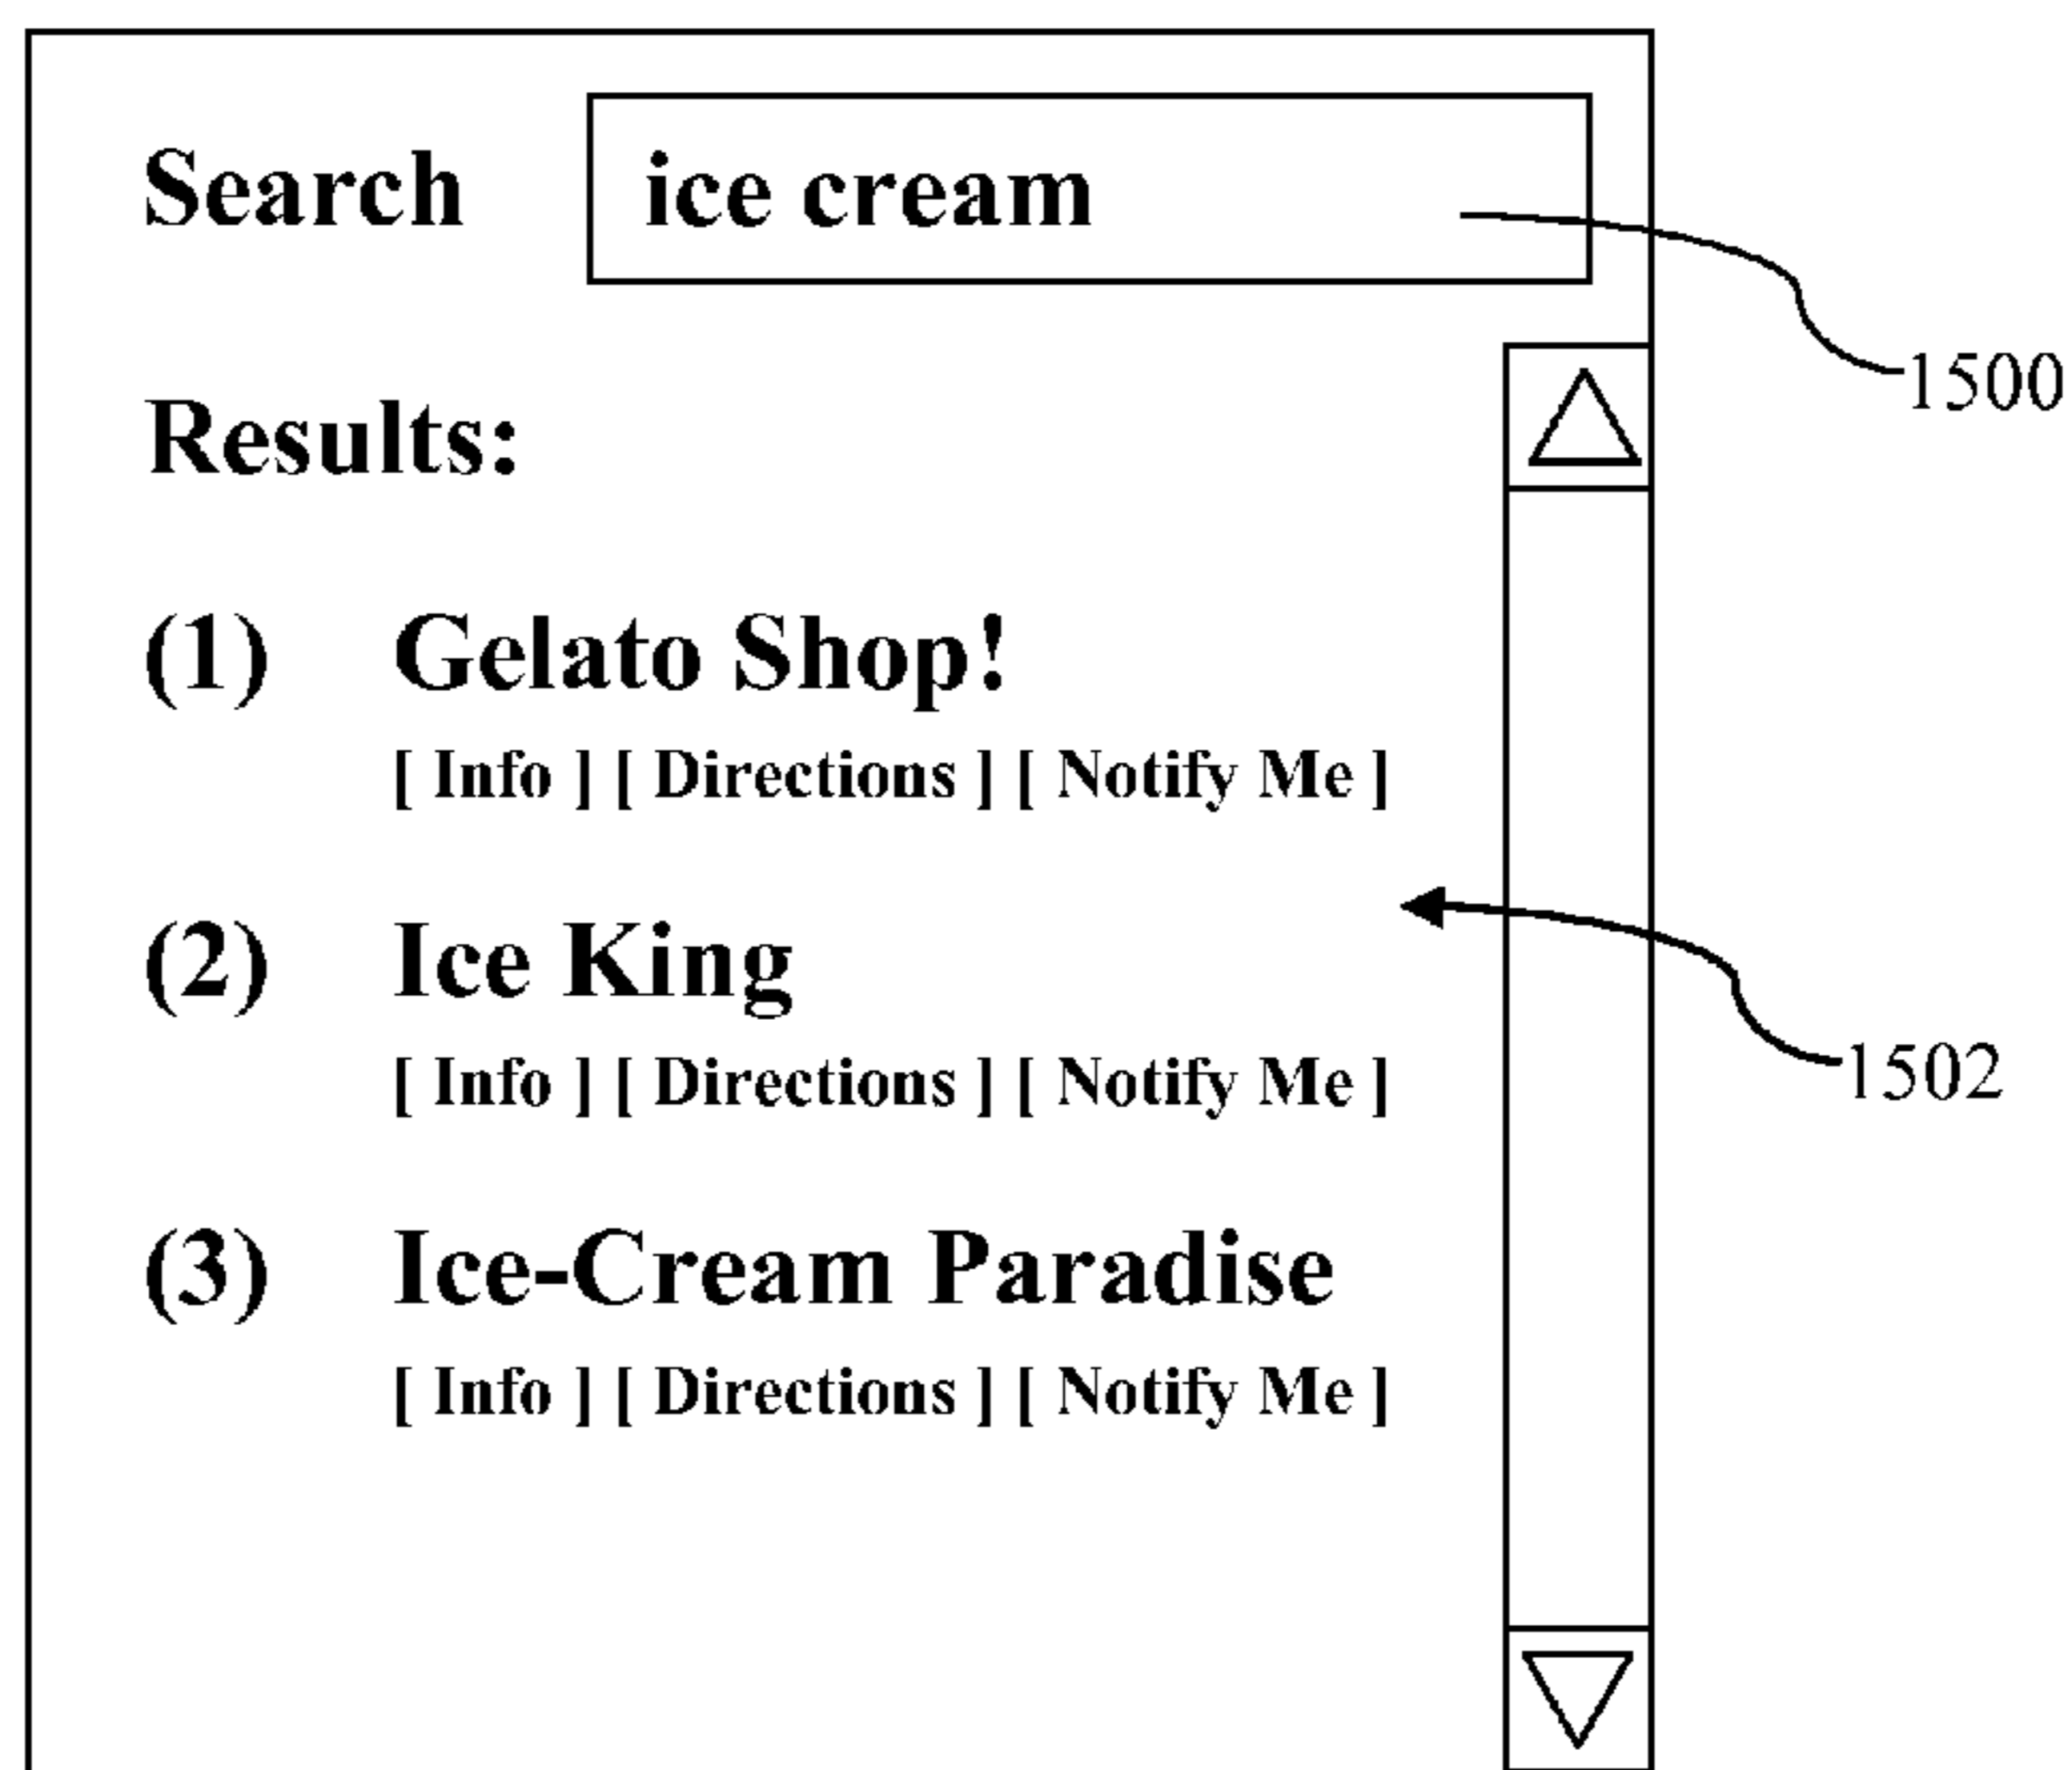 Search ice cream
1500
Results:
(1) Gelato Shop!
[ Info ] [ Directions ] [ Notify Me ]
(2) Ice King
[ Info ] [ Directions ] [ Notify Me ]
1502
(3) Ice-Cream Paradise
[ Info ] [ Directions ] [ Notify Me ]